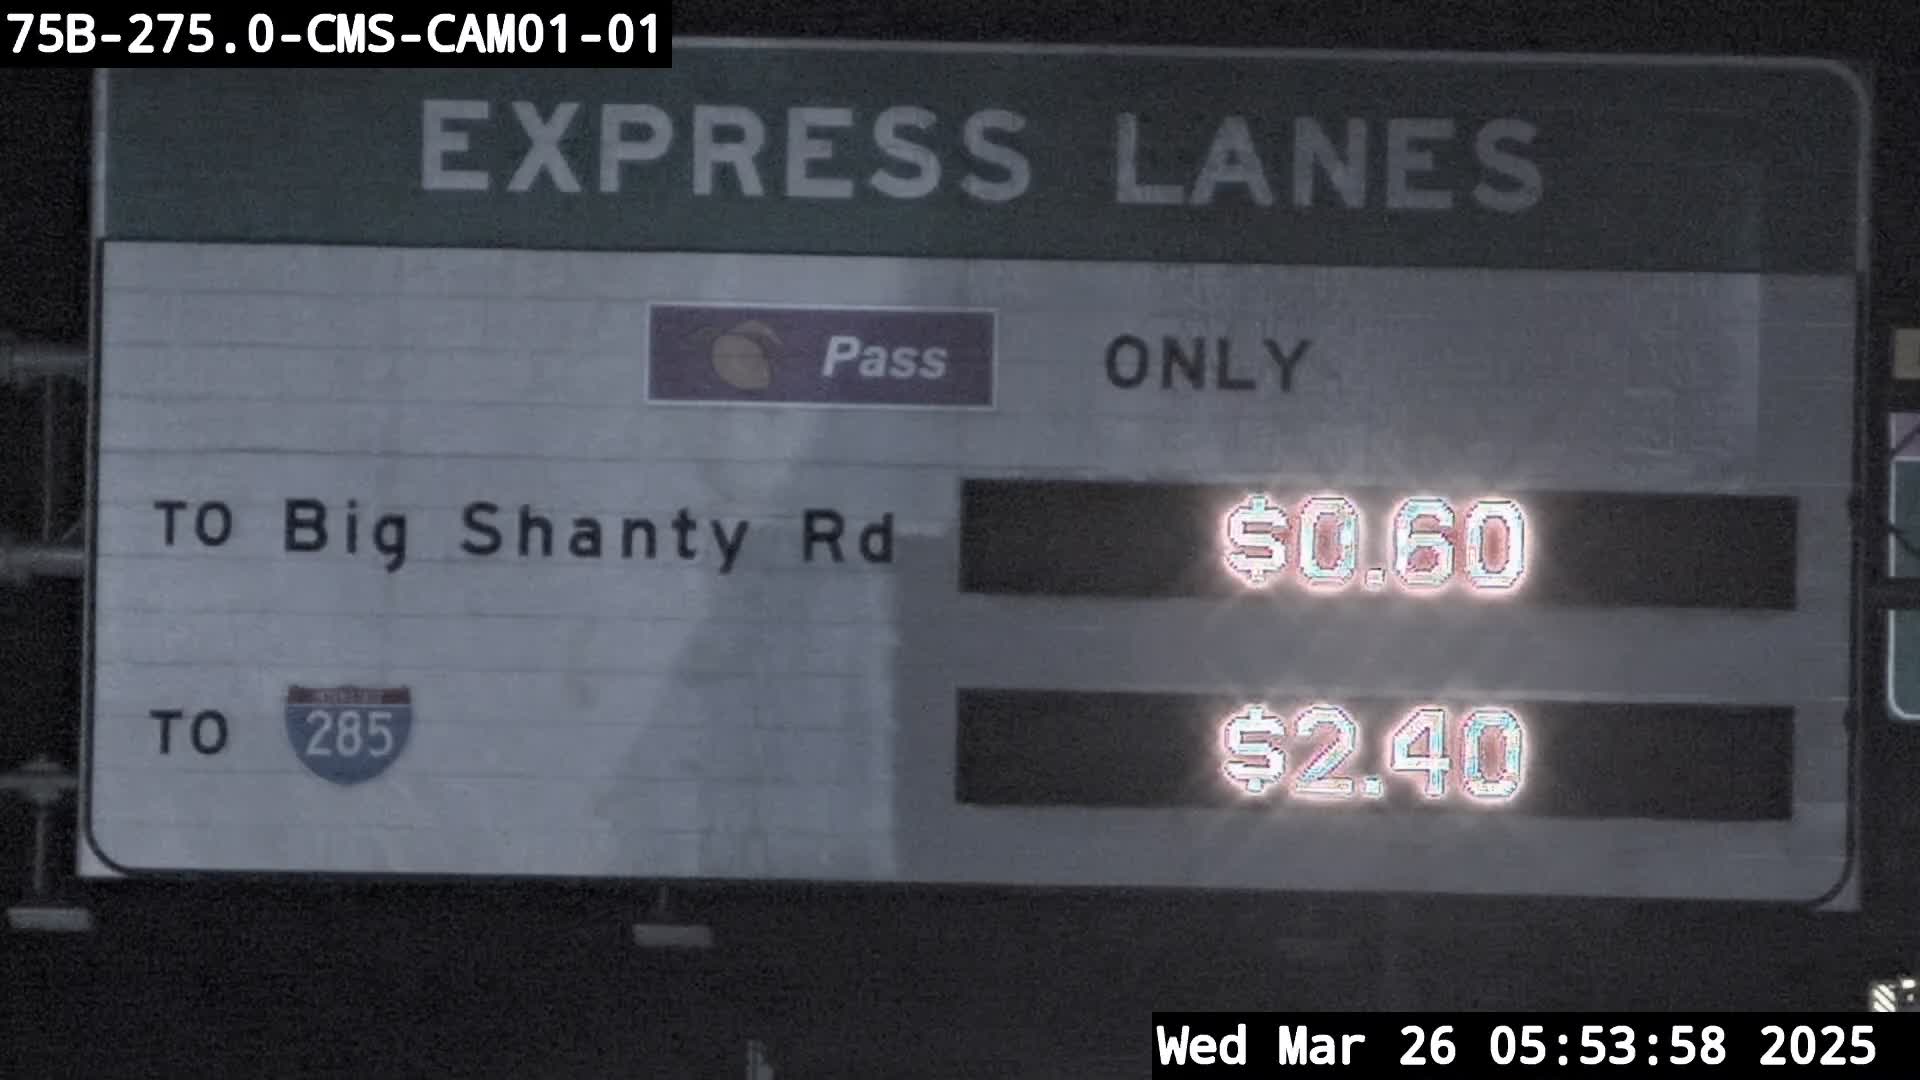 75B-275.0-CMS-CAM01-01
EXPRESS LANES
Pass ONLY
TO Big Shanty Rd $0.60
TO 285 $2.40
Wed Mar 26 05:53:58 2025